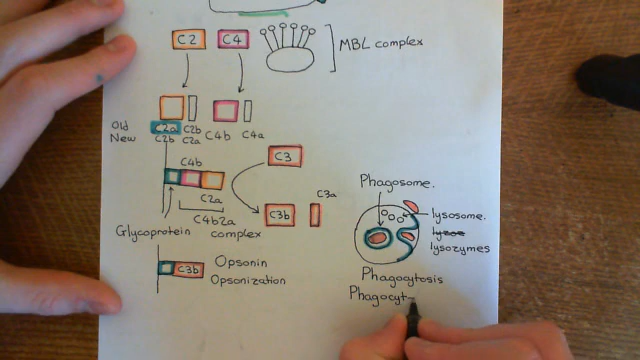 C2 C4 MBL complex
Old C2a C2b C4b C4a
New C2b C2a
C4b C3
C2a C3a
C4b2a C3b
Glycoprotein complex
C3b Opsonin
Opsonization
Phagosome.
lysosome.
lyzo
lysozymes
Phagocytosis
Phagocyt